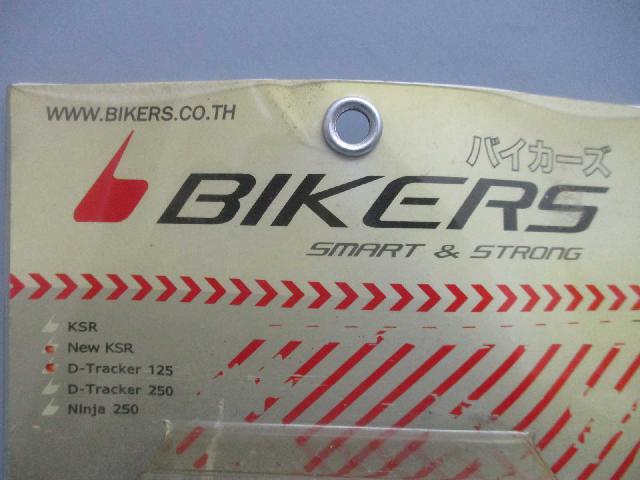 WWW.BIKERS.CO.TH
バイカーズ
BIKERS
SMART & STRONG
KSR
New KSR
D-Tracker 125
D-Tracker 250
Ninja 250